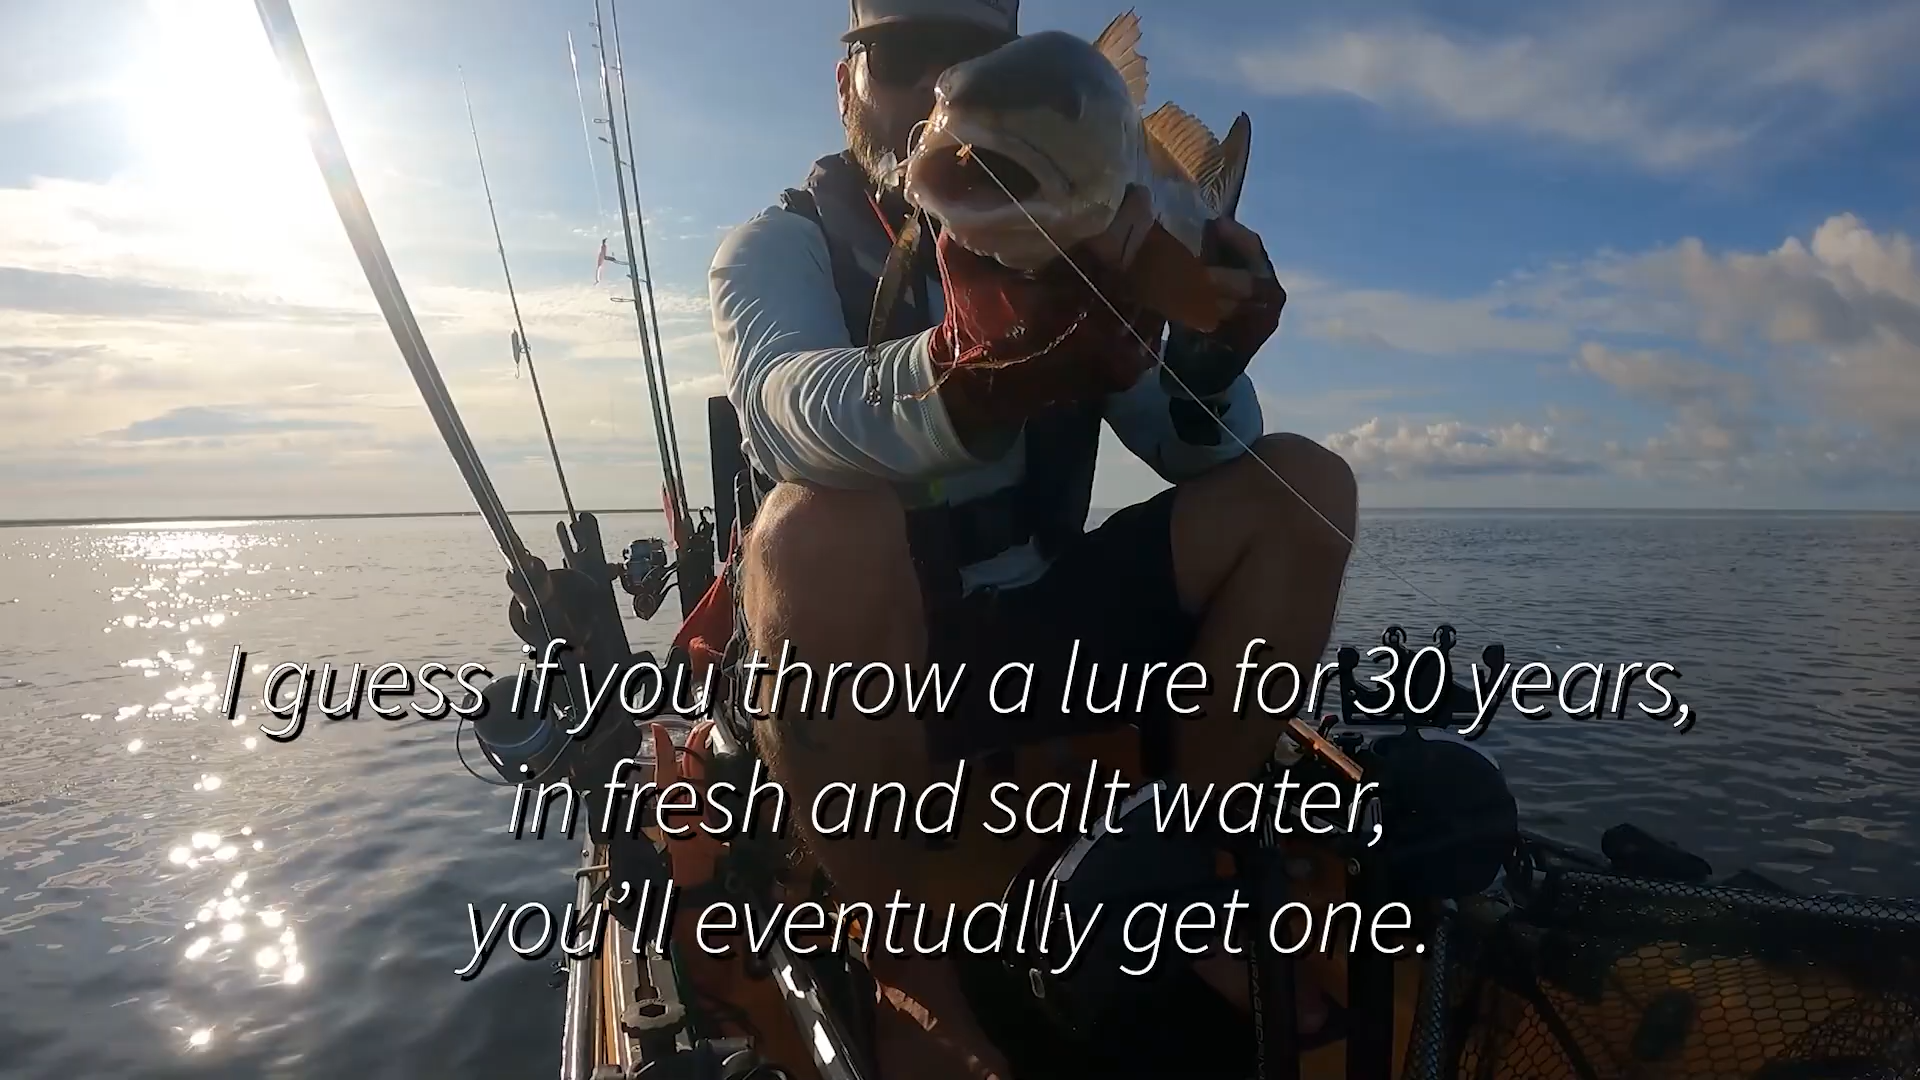 I guess if you throw a lure for 30 years,
in fresh and salt water,
you’ll eventually get one.